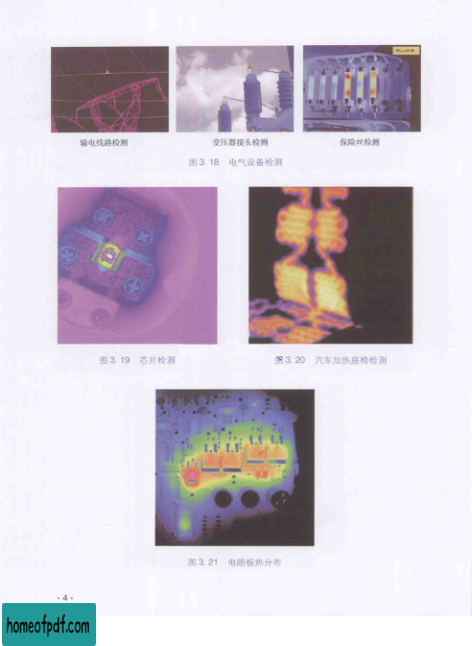 FLUKE
输电线路检测
变压器接头检测
保险丝检测
图3.18 电气设备检测
图3.19 芯片检测
图3.20 汽车加热座椅检测
图3.21 电路板热分布
·4·
homeofpdf.com